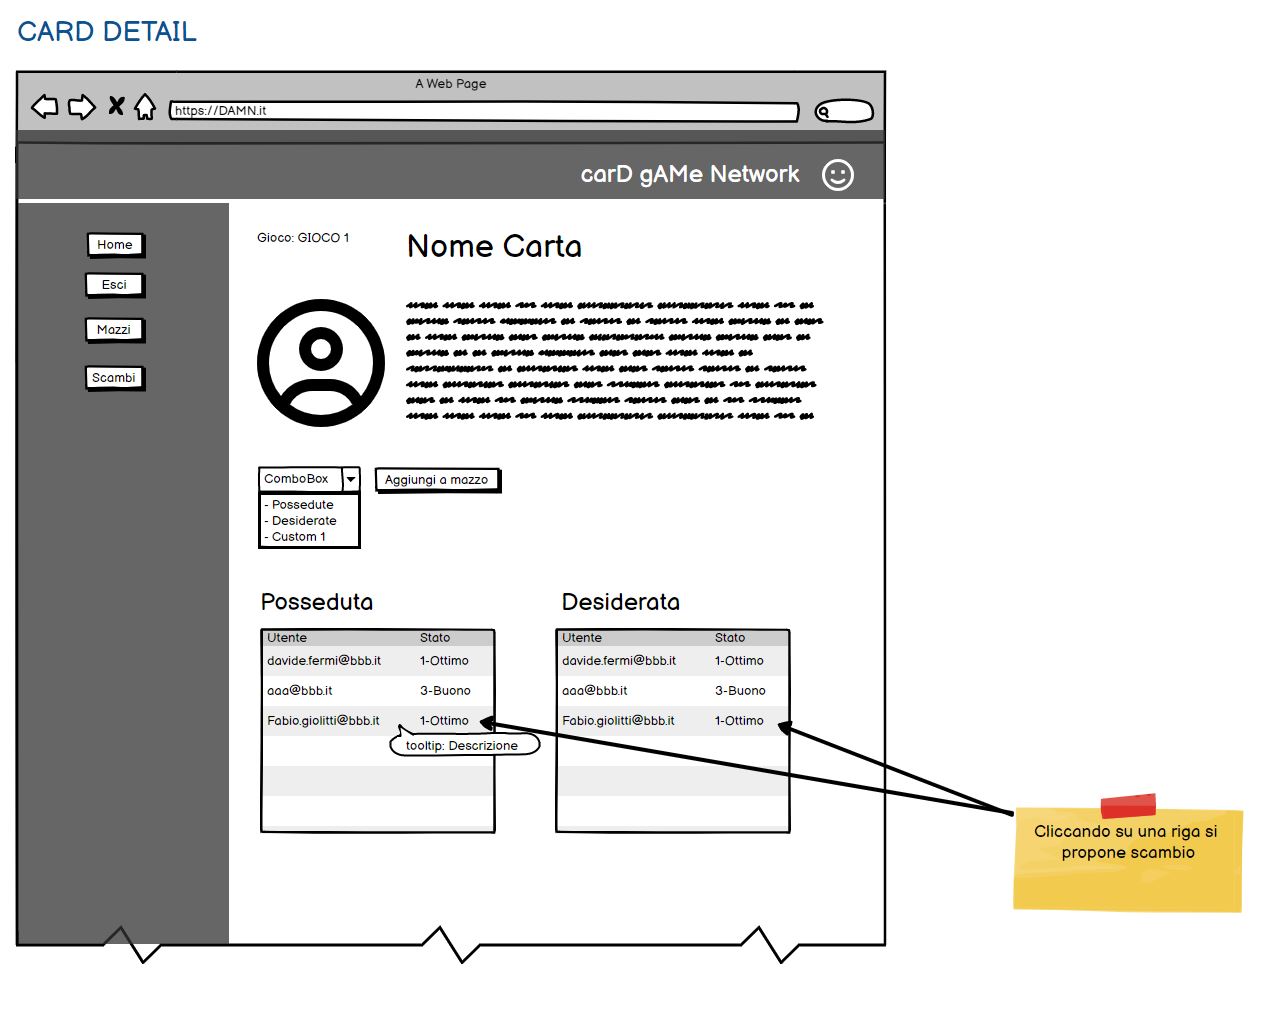 CARD DETAIL
A Web Page
https://DAMN.it
carD gAMe Network
Home
Esci
Mazzi
Scambi
Gioco: GIOCO 1
Nome Carta
ComboBox
Aggiungi a mazzo
- Possedute
- Desiderate
- Custom 1
Posseduta
Utente Stato
davide.fermi@bbb.it 1-Ottimo
aaa@bbb.it 3-Buono
Fabio.giolitti@bbb.it 1-Ottimo
tooltip: Descrizione
Desiderata
Utente Stato
davide.fermi@bbb.it 1-Ottimo
aaa@bbb.it 3-Buono
Fabio.giolitti@bbb.it 1-Ottimo
Cliccando su una riga si
propone scambio